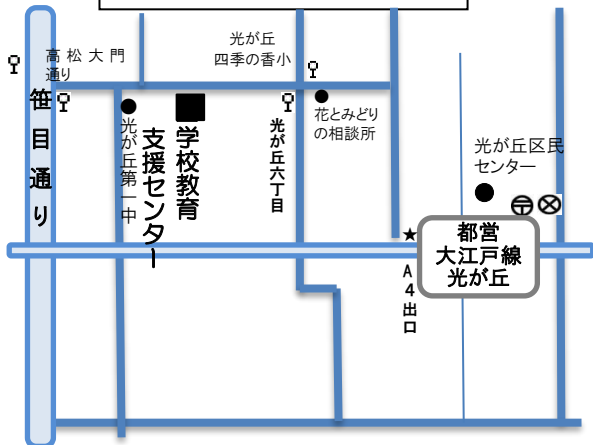 高松大門
通り
笹目通り
光が丘
四季の香小
花とみどり
の相談所
光が丘第一中
学校教育
支援センター
光が丘六丁目
光が丘区民
センター
〶
★
A4出口
都営
大江戸線
光が丘